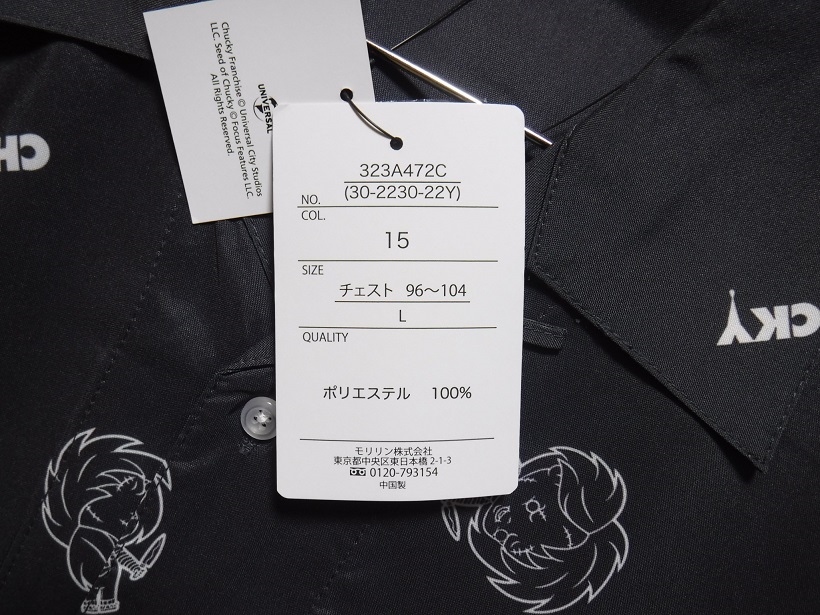 Chucky Franchise © Universal City Studios
LLC. Seed of Chucky © Focus Features LLC.
All Rights Reserved.
UNIVERSAL
323A472C
(30-2230-22Y)
NO.
COL.
15
SIZE
チェスト 96〜104
L
QUALITY
ポリエステル 100%
モリリン株式会社
東京都中央区東日本橋 2-1-3
0120-793154
中国製
CH
CKY